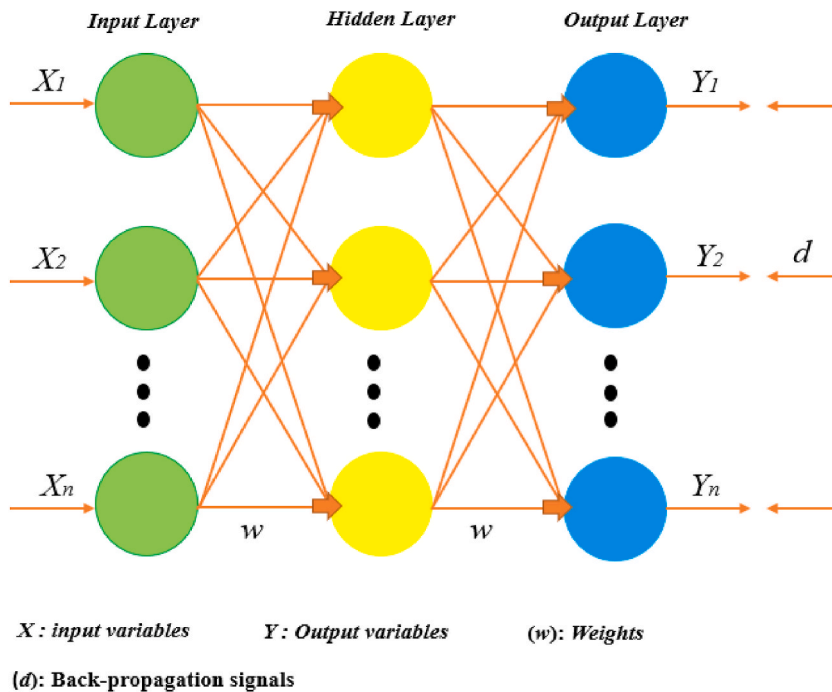 Input Layer Hidden Layer Output Layer
X1 Y1
X2 Y2 d
Xn Yn
w w
X : input variables Y : Output variables (w): Weights
(d): Back-propagation signals